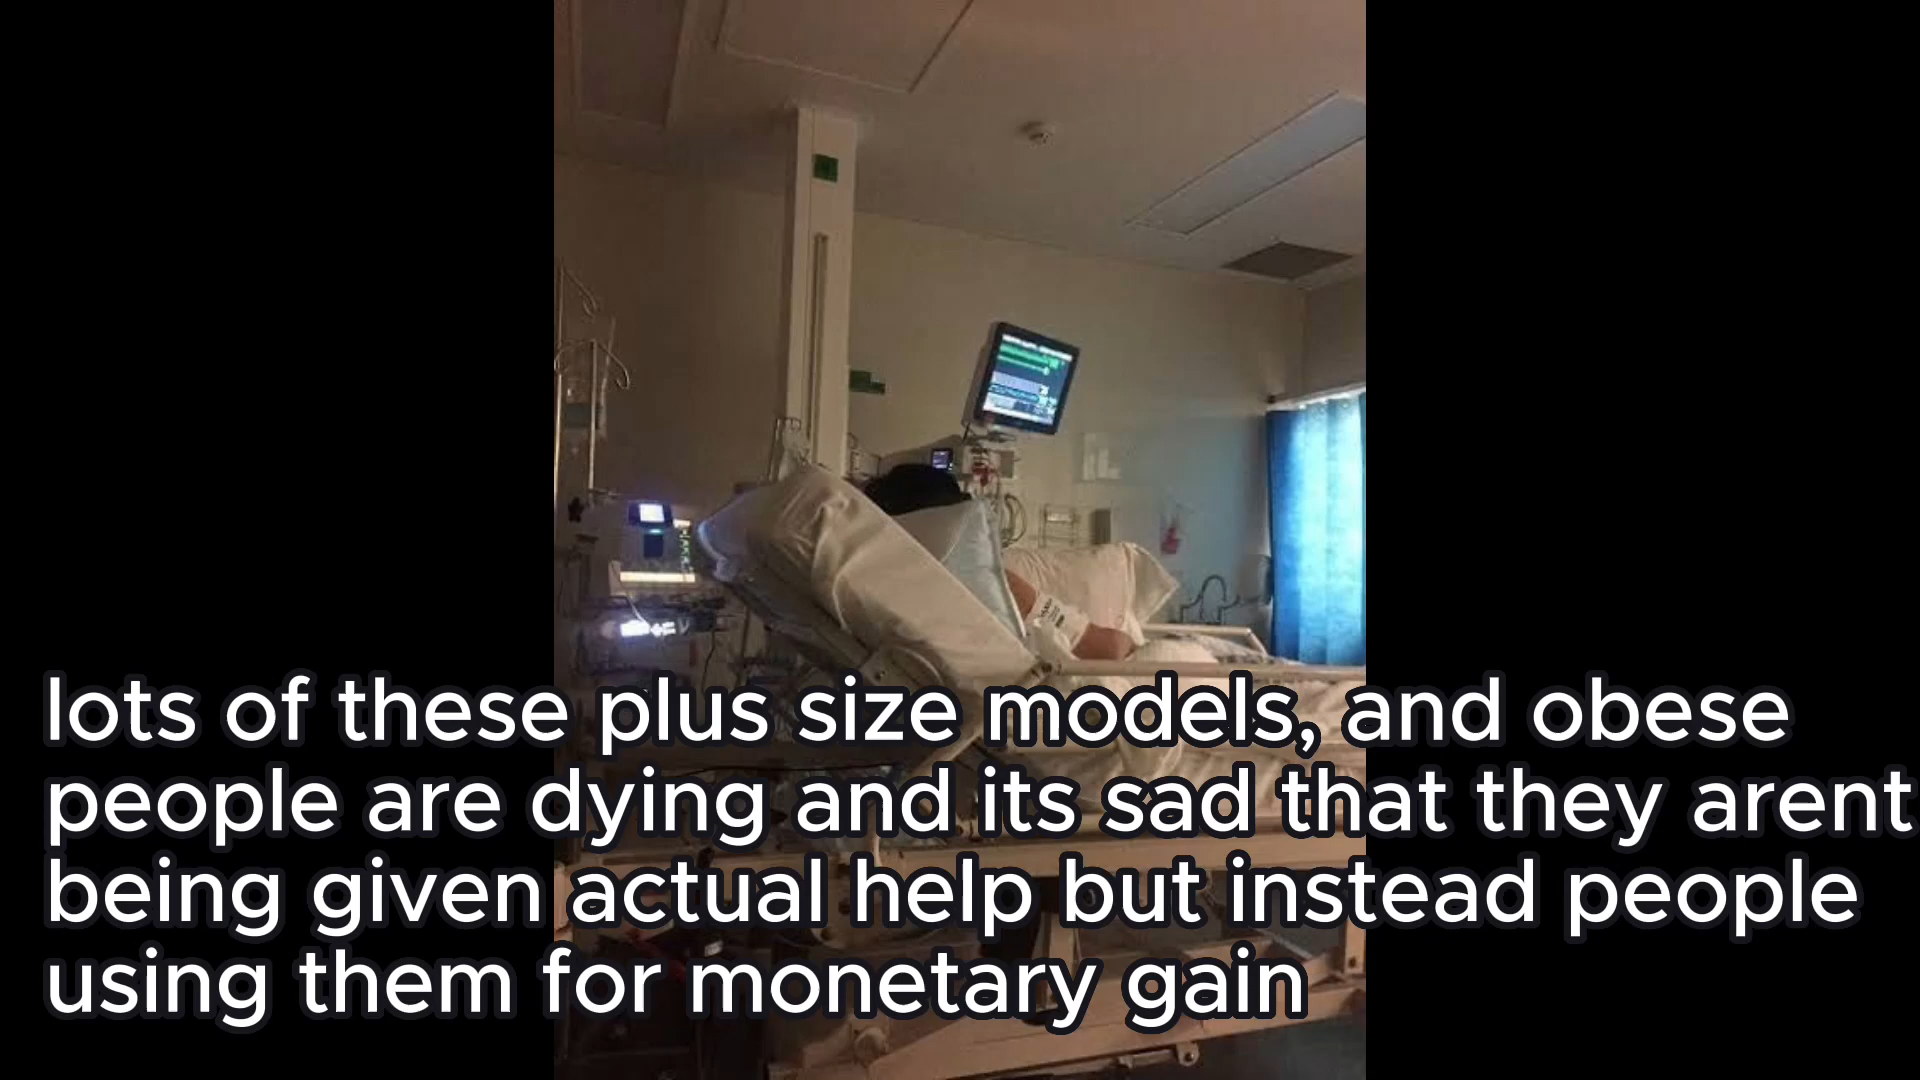 lots of these plus size models, and obese
people are dying and its sad that they arent
being given actual help but instead people
using them for monetary gain